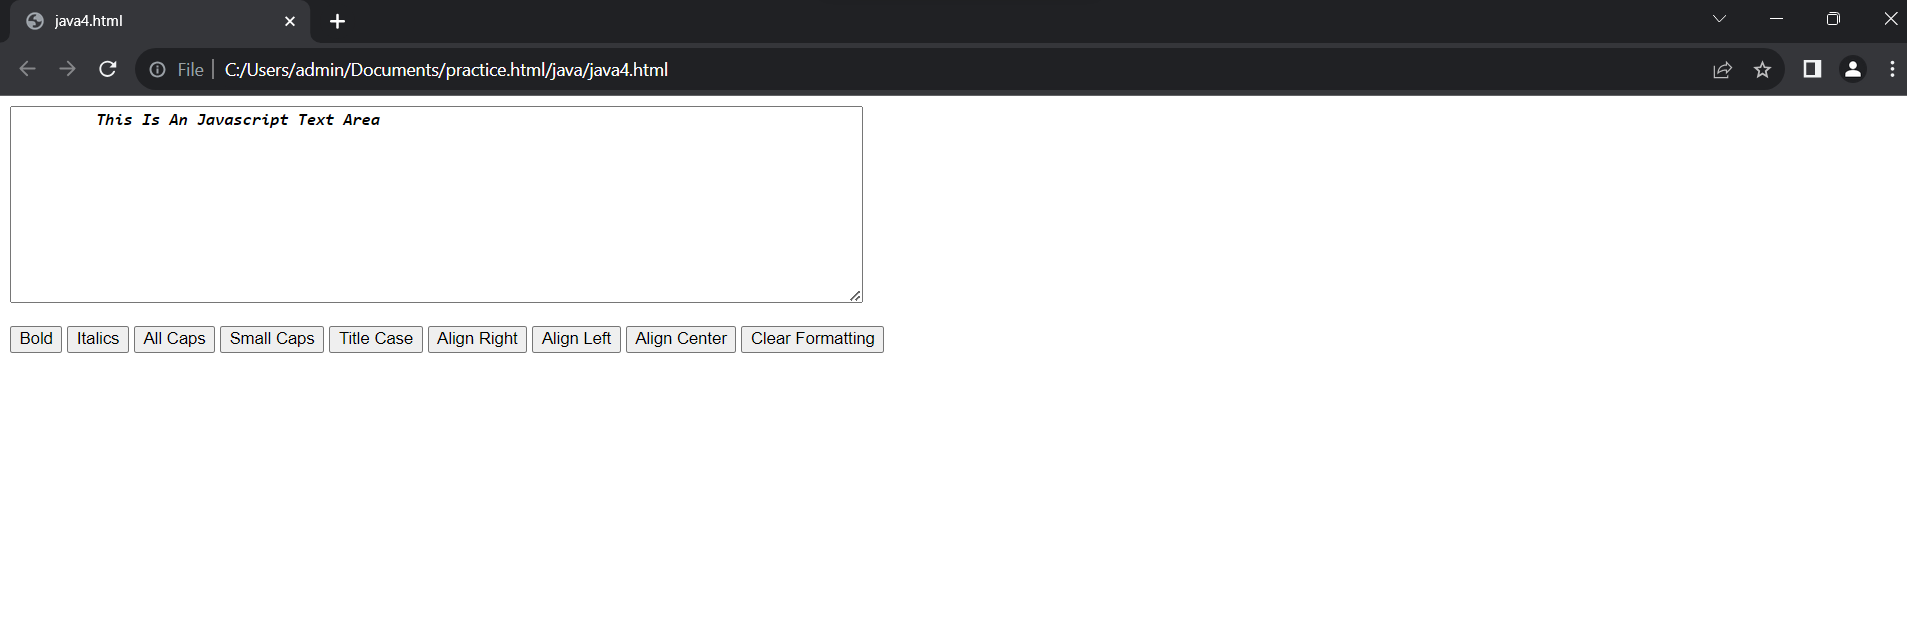 java4.html
File C:/Users/admin/Documents/practice.html/java/java4.html
This Is An Javascript Text Area
Bold Italics All Caps Small Caps Title Case Align Right Align Left Align Center Clear Formatting